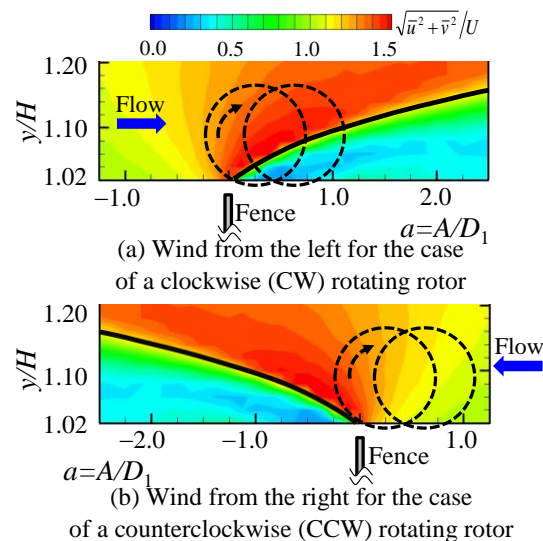 √(ū²+v̄²)/U
0.0 0.5 1.0 1.5
1.20
Flow
y/H
1.10
1.02
−1.0 1.0 2.0
Fence
a=A/D₁
(a) Wind from the left for the case
of a clockwise (CW) rotating rotor
1.20
Flow
y/H
1.10
1.02
−2.0 −1.0 1.0
Fence
a=A/D₁
(b) Wind from the right for the case
of a counterclockwise (CCW) rotating rotor